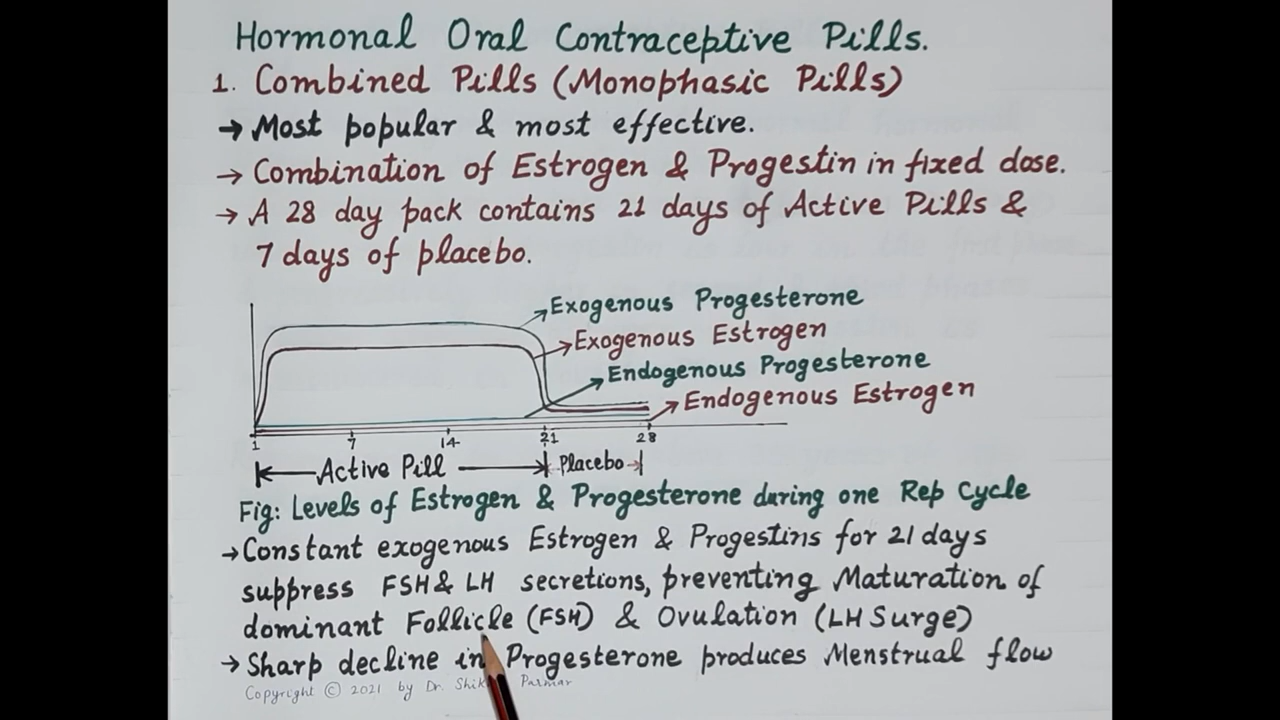 Hormonal Oral Contraceptive Pills.
1. Combined Pills (Monophasic Pills)
→ Most popular & most effective.
→ Combination of Estrogen & Progestin in fixed dose.
→ A 28 day pack contains 21 days of Active Pills &
7 days of placebo.
Exogenous Progesterone
Exogenous Estrogen
Endogenous Progesterone
Endogenous Estrogen
1 7 14 21 28
Active Pill Placebo
Fig: Levels of Estrogen & Progesterone during one Rep Cycle
→ Constant exogenous Estrogen & Progestins for 21 days
suppress FSH & LH secretions, preventing Maturation of
dominant Follicle (FSH) & Ovulation (LH Surge)
→ Sharp decline in Progesterone produces Menstrual flow
Copyright © 2021 by Dr. Parmar